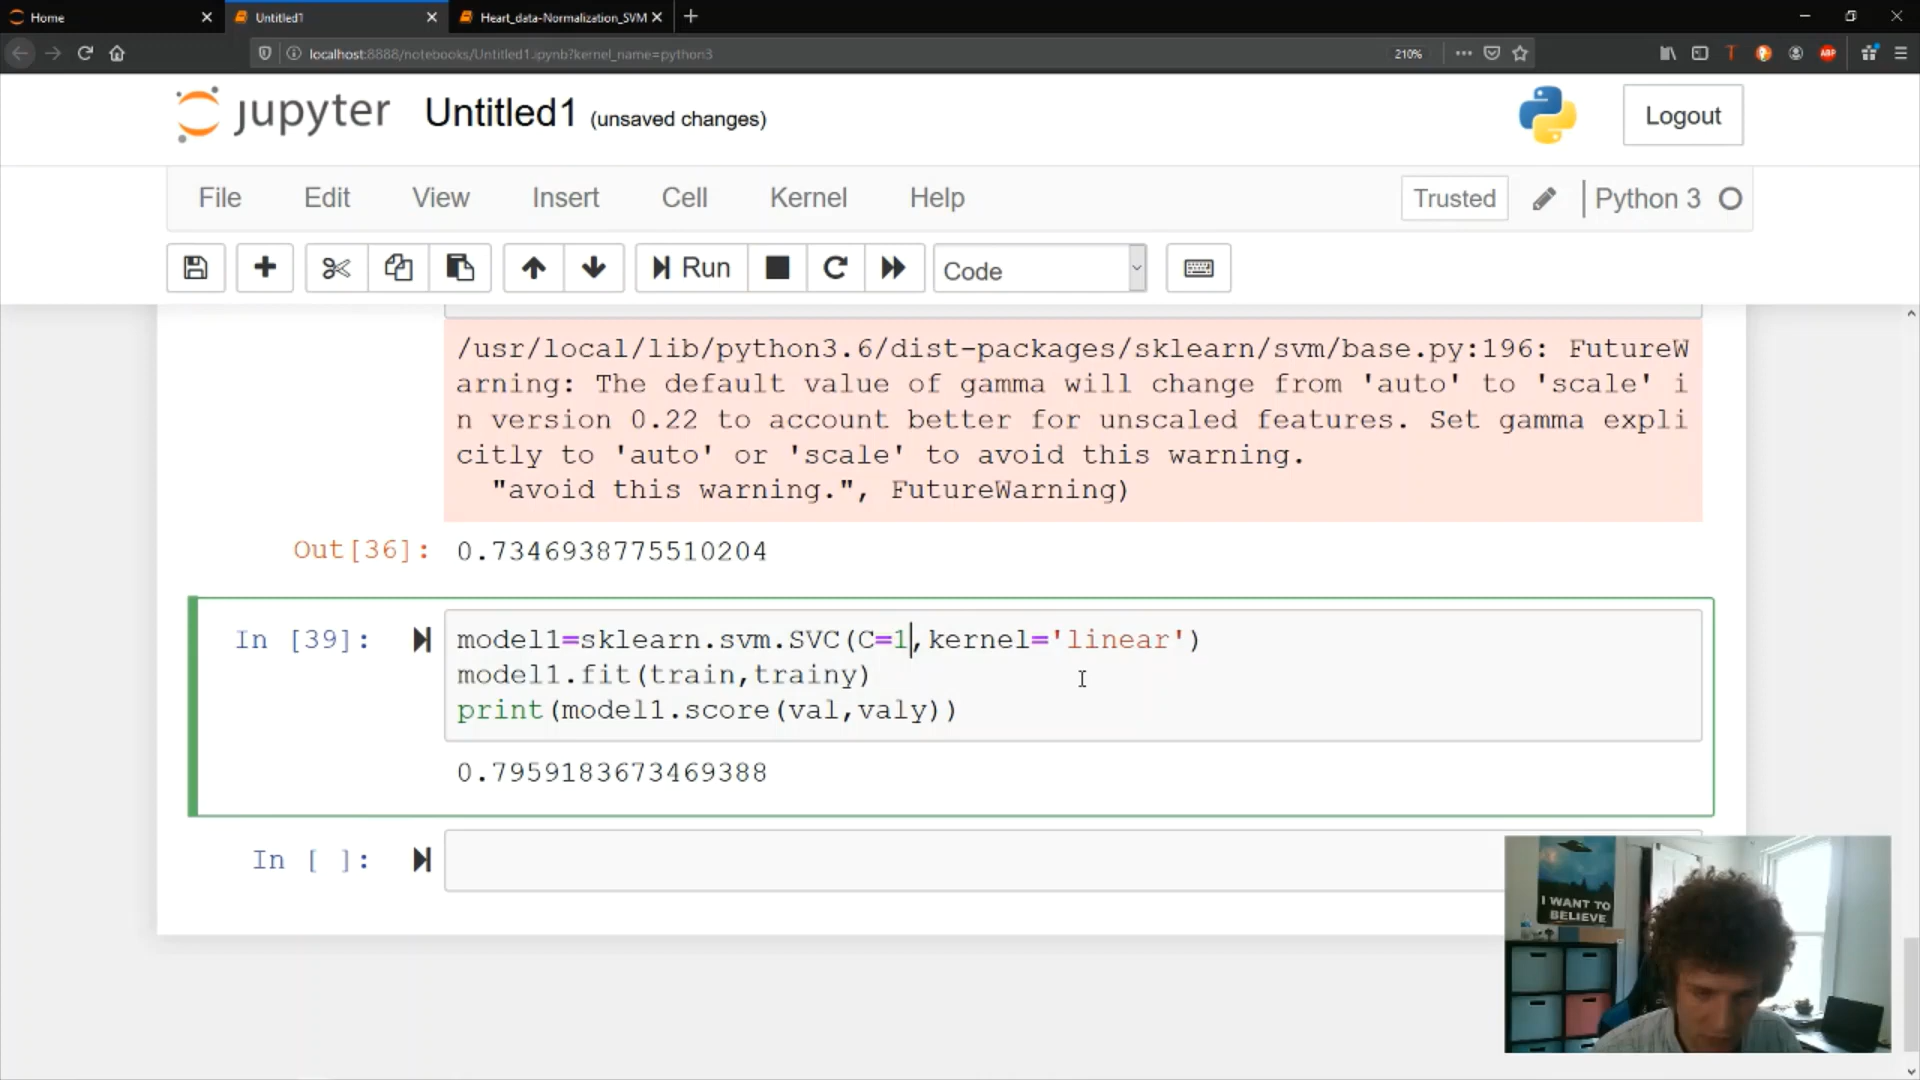 Home
Untitled1
Heart_data-Normalization_SVM
localhost:8888/notebooks/Untitled1.ipynb?kernel_name=python3
210%
ABP
jupyter Untitled1 (unsaved changes)
Logout
File Edit View Insert Cell Kernel Help
Trusted Python 3
Run
Code
/usr/local/lib/python3.6/dist-packages/sklearn/svm/base.py:196: FutureW
arning: The default value of gamma will change from 'auto' to 'scale' i
n version 0.22 to account better for unscaled features. Set gamma expli
citly to 'auto' or 'scale' to avoid this warning.
"avoid this warning.", FutureWarning)
Out[36]: 0.7346938775510204
In [39]: model1=sklearn.svm.SVC(C=1,kernel='linear')
model1.fit(train,trainy)
print(model1.score(val,valy))
0.7959183673469388
In [ ]:
I WANT TO
BELIEVE